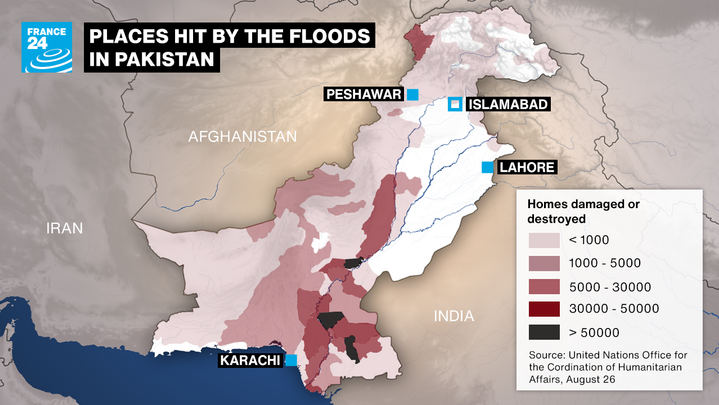 FRANCE
24
PLACES HIT BY THE FLOODS
IN PAKISTAN
PESHAWAR
ISLAMABAD
AFGHANISTAN
LAHORE
IRAN
INDIA
KARACHI
Homes damaged or
destroyed
< 1000
1000 - 5000
5000 - 30000
30000 - 50000
> 50000
Source: United Nations Office for
the Cordination of Humanitarian
Affairs, August 26